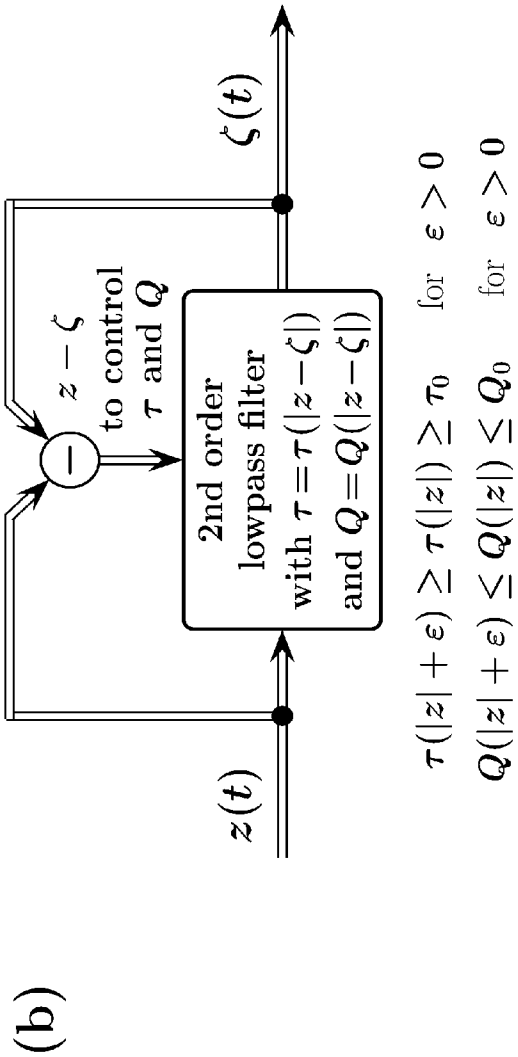 (b)
z − ζ
to control
τ and Q
z(t)
ζ(t)
2nd order
lowpass filter
with τ=τ(|z−ζ|)
and Q=Q(|z−ζ|)
τ(|z| + ε) ≥ τ(|z|) ≥ τ₀ for ε > 0
Q(|z| + ε) ≤ Q(|z|) ≤ Q₀ for ε > 0